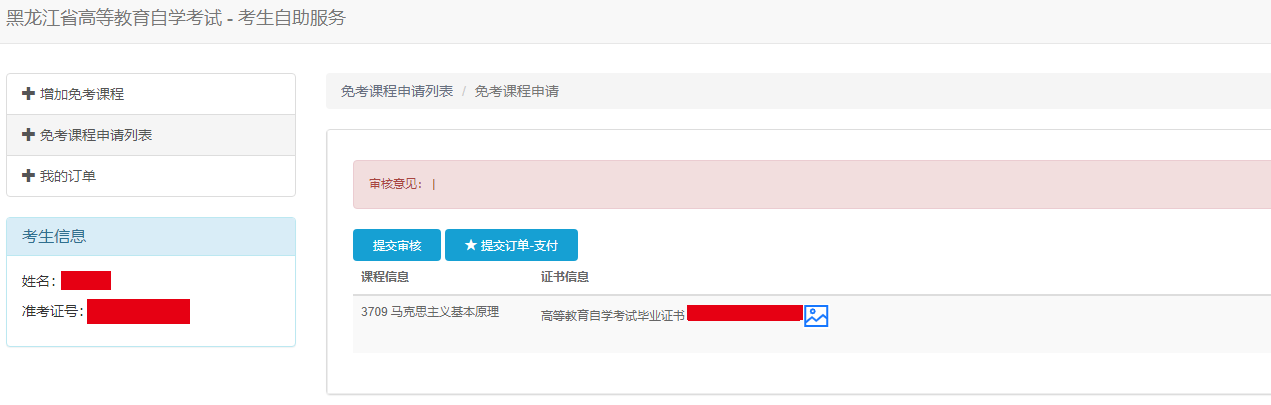 黑龙江省高等教育自学考试 - 考生自助服务
增加免考课程
免考课程申请列表
我的订单
考生信息
姓名:
准考证号:
免考课程申请列表 / 免考课程申请
审核意见: |
提交审核 ★ 提交订单-支付
课程信息 证书信息
3709 马克思主义基本原理 高等教育自学考试毕业证书